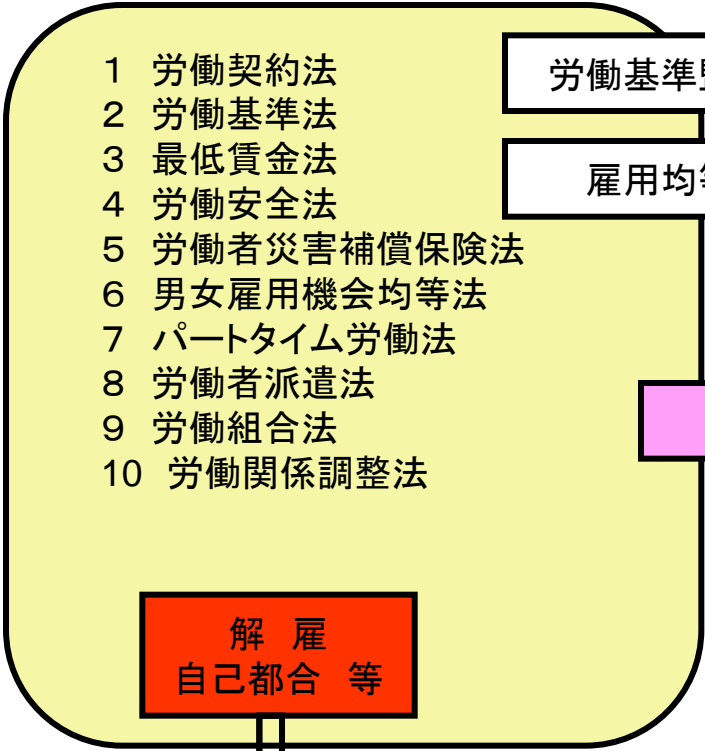 1 労働契約法
2 労働基準法
3 最低賃金法
4 労働安全法
5 労働者災害補償保険法
6 男女雇用機会均等法
7 パートタイム労働法
8 労働者派遣法
9 労働組合法
10 労働関係調整法
労働基準
雇用均
解 雇
自己都合 等